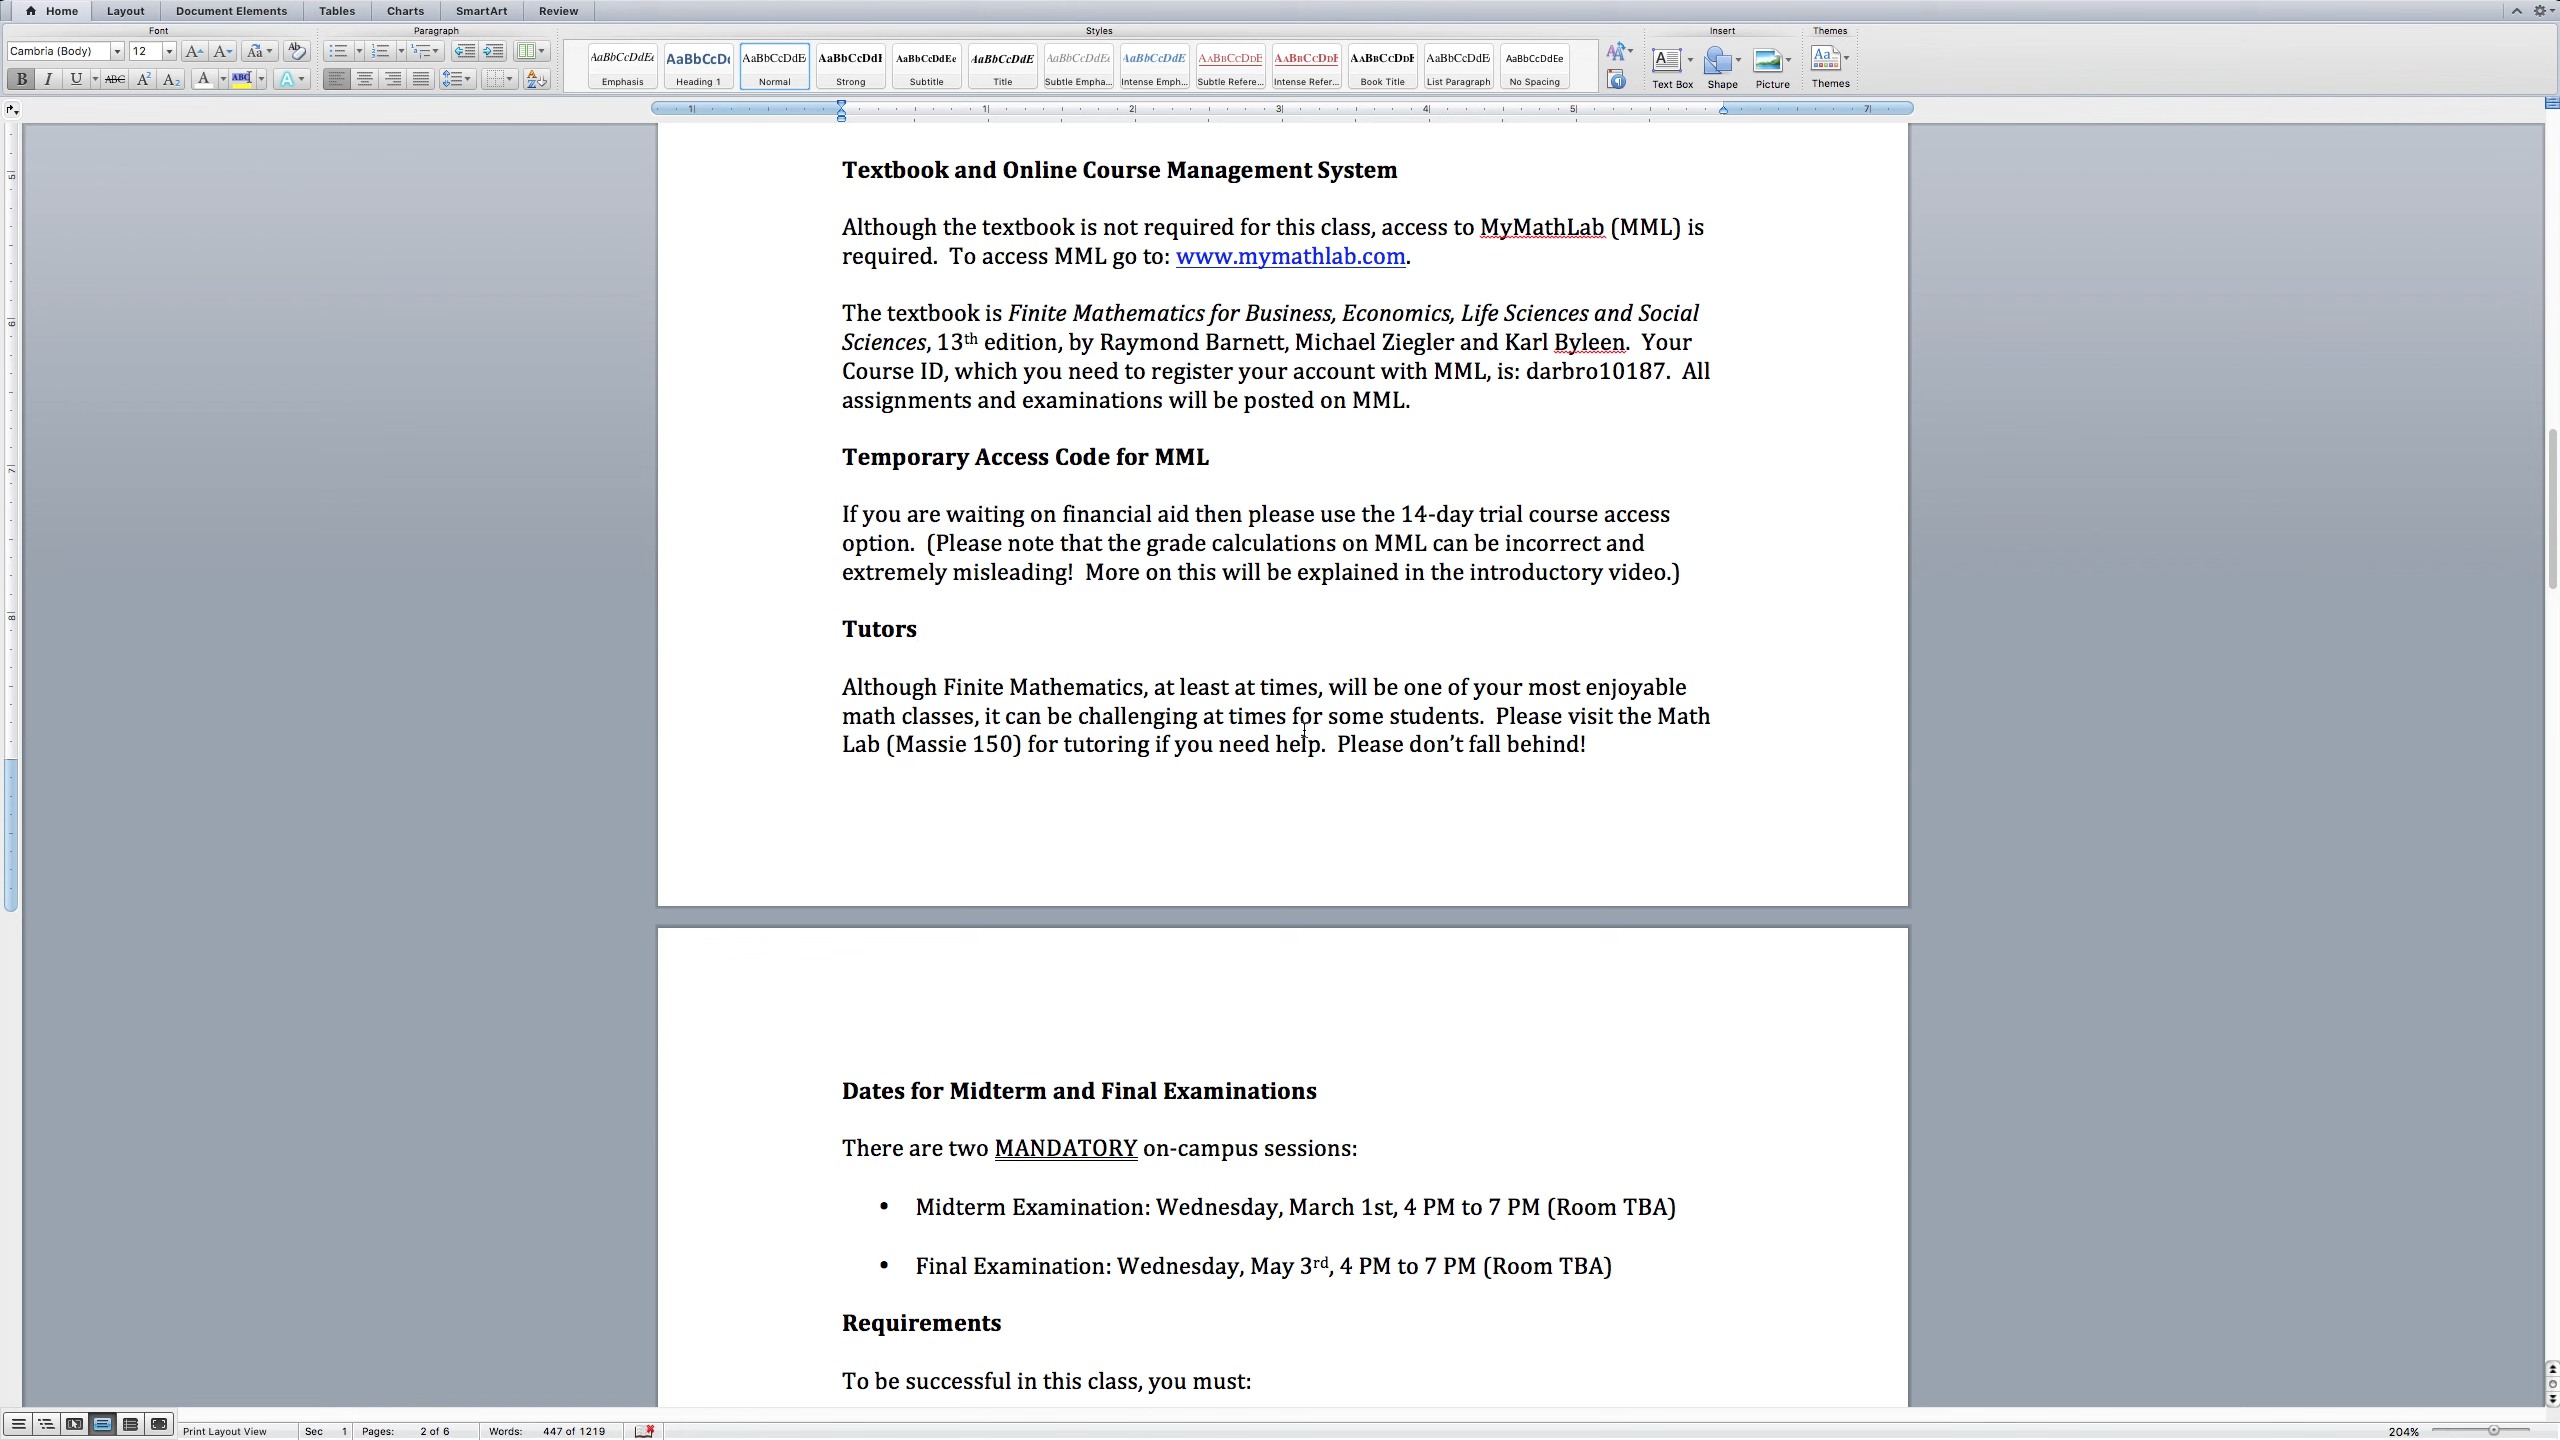 Home Layout Document Elements Tables Charts SmartArt Review
Font Paragraph Styles Insert Themes
Cambria (Body) 12
AaBbCcDdEe AaBbCcDc AaBbCcDdE AaBbCcDdE AaBbCcDdEe AaBbCcDdE AaBbCcDdEe AaBbCcDdE AaBbCcDdE AaBbCcDdE AaBbCcDdE AaBbCcDdE AaBbCcDdEe
Emphasis Heading 1 Normal Strong Subtitle Title Subtle Empha... Intense Emph... Subtle Refere... Intense Refer... Book Title List Paragraph No Spacing
Text Box Shape Picture Themes
Textbook and Online Course Management System
Although the textbook is not required for this class, access to MyMathLab (MML) is
required. To access MML go to: www.mymathlab.com.
The textbook is Finite Mathematics for Business, Economics, Life Sciences and Social
Sciences, 13th edition, by Raymond Barnett, Michael Ziegler and Karl Byleen. Your
Course ID, which you need to register your account with MML, is: darbro10187. All
assignments and examinations will be posted on MML.
Temporary Access Code for MML
If you are waiting on financial aid then please use the 14-day trial course access
option. (Please note that the grade calculations on MML can be incorrect and
extremely misleading! More on this will be explained in the introductory video.)
Tutors
Although Finite Mathematics, at least at times, will be one of your most enjoyable
math classes, it can be challenging at times for some students. Please visit the Math
Lab (Massie 150) for tutoring if you need help. Please don’t fall behind!
Dates for Midterm and Final Examinations
There are two MANDATORY on-campus sessions:
• Midterm Examination: Wednesday, March 1st, 4 PM to 7 PM (Room TBA)
• Final Examination: Wednesday, May 3rd, 4 PM to 7 PM (Room TBA)
Requirements
To be successful in this class, you must:
Print Layout View Sec 1 Pages: 2 of 6 Words: 447 of 1219 204%